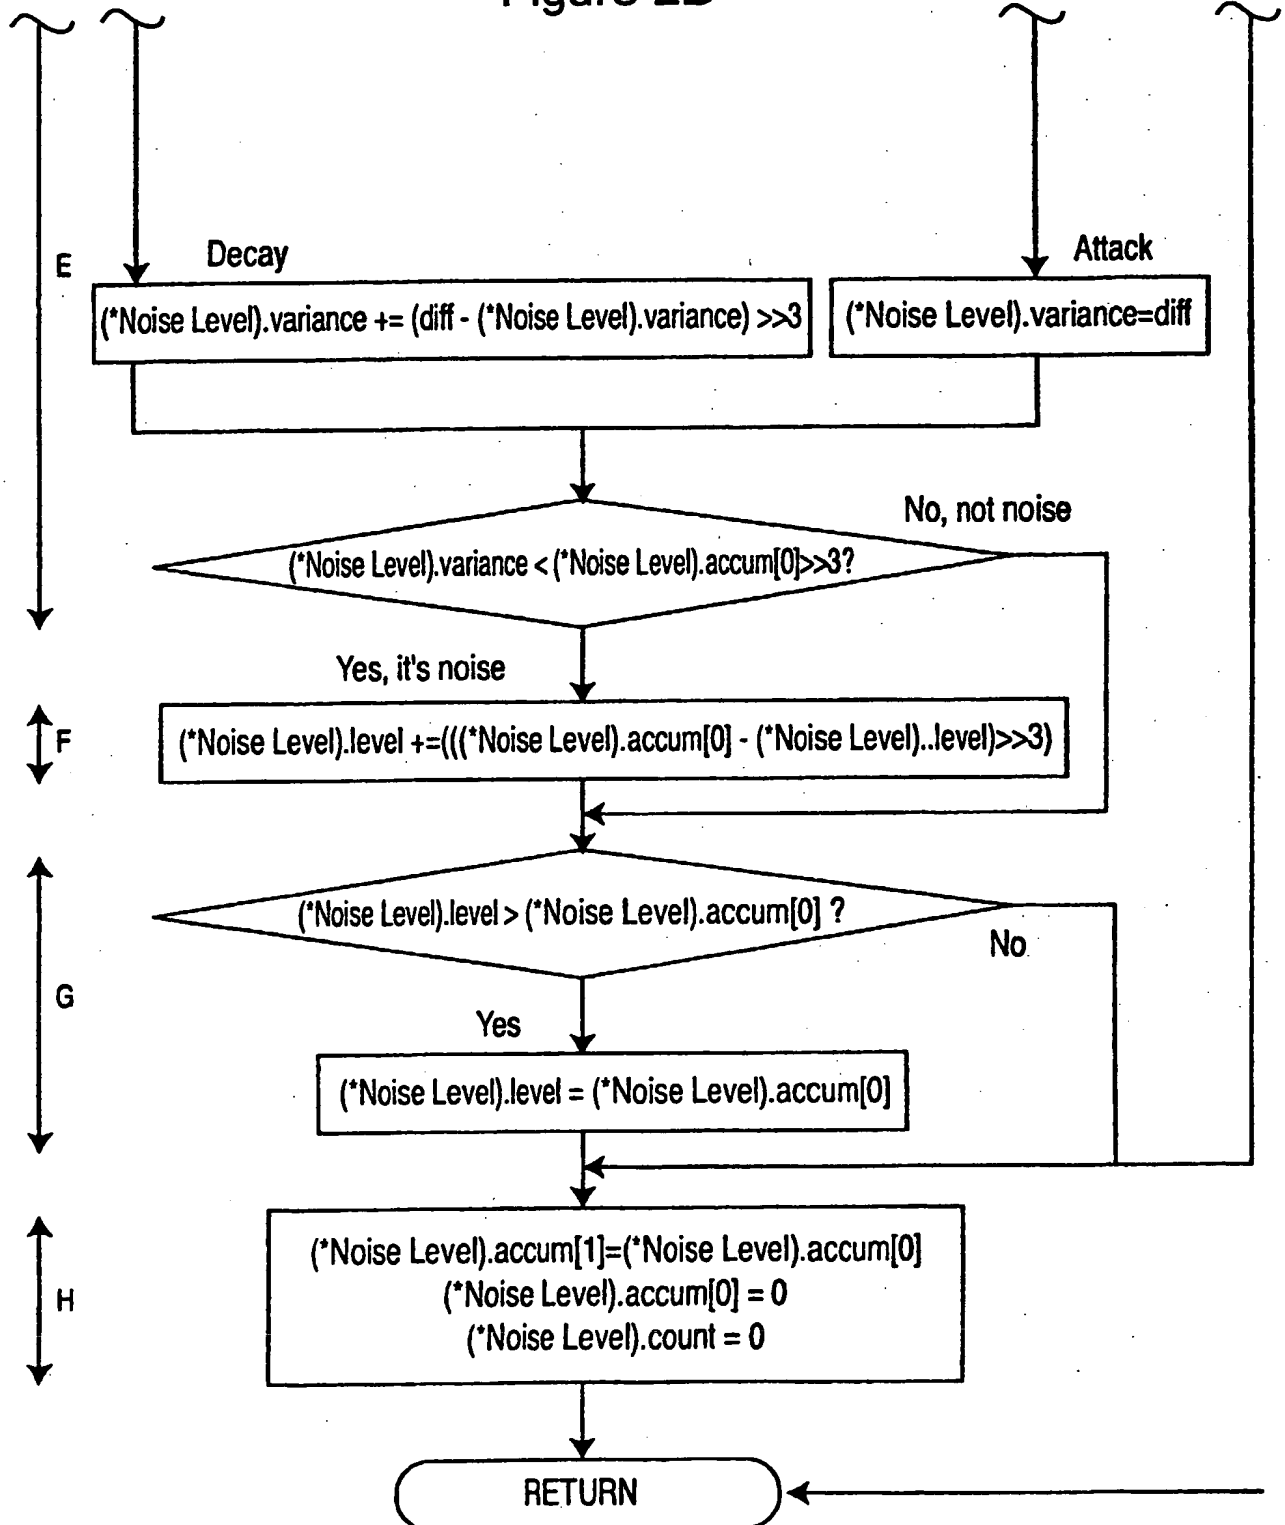 Decay
Attack
E
(*Noise Level).variance += (diff - (*Noise Level).variance) >>3
(*Noise Level).variance=diff
No, not noise
(*Noise Level).variance < (*Noise Level).accum[0]>>3?
Yes, it's noise
F
(*Noise Level).level +=(((*Noise Level).accum[0] - (*Noise Level)..level)>>3)
(*Noise Level).level > (*Noise Level).accum[0] ?
No
G
Yes
(*Noise Level).level = (*Noise Level).accum[0]
H
(*Noise Level).accum[1]=(*Noise Level).accum[0]
(*Noise Level).accum[0] = 0
(*Noise Level).count = 0
RETURN